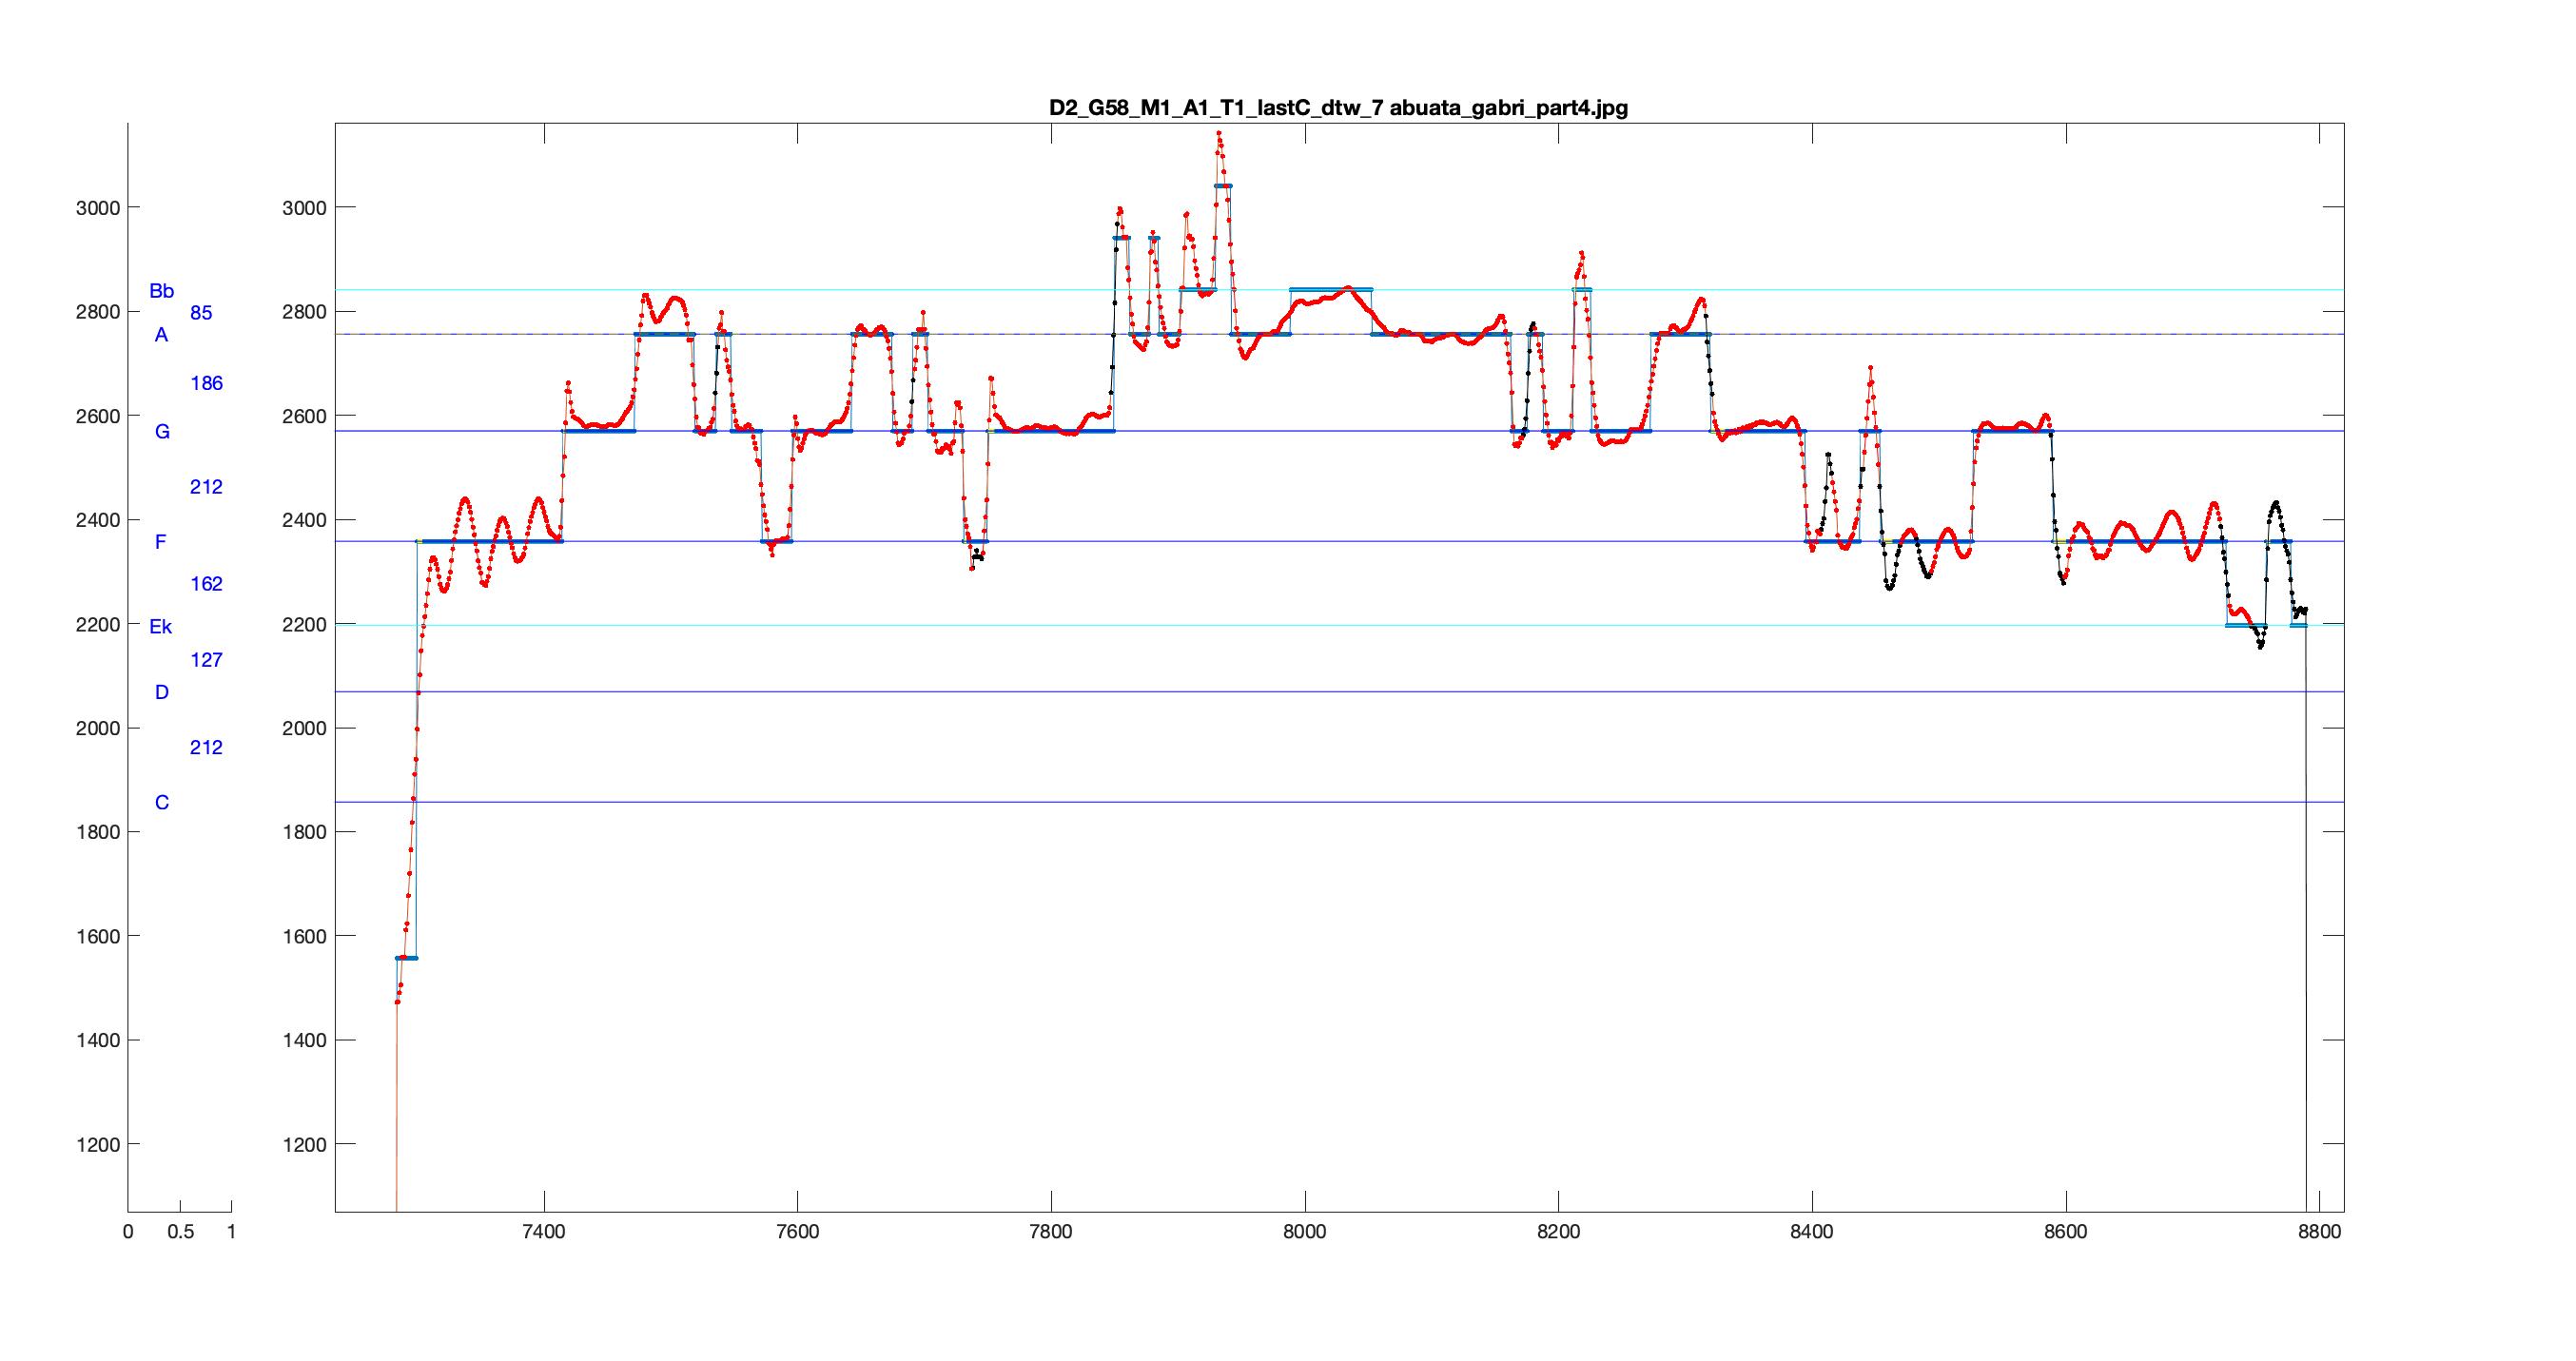 D2_G58_M1_A1_T1_lastC_dtw_7 abuata_gabri_part4.jpg
3000 3000
Bb
2800 85 2800
A
186
2600 2600
G
212
2400 2400
F
162
2200 Ek 2200
127
D
2000 212 2000
C
1800 1800
1600 1600
1400 1400
1200 1200
0 0.5 1 7400 7600 7800 8000 8200 8400 8600 8800